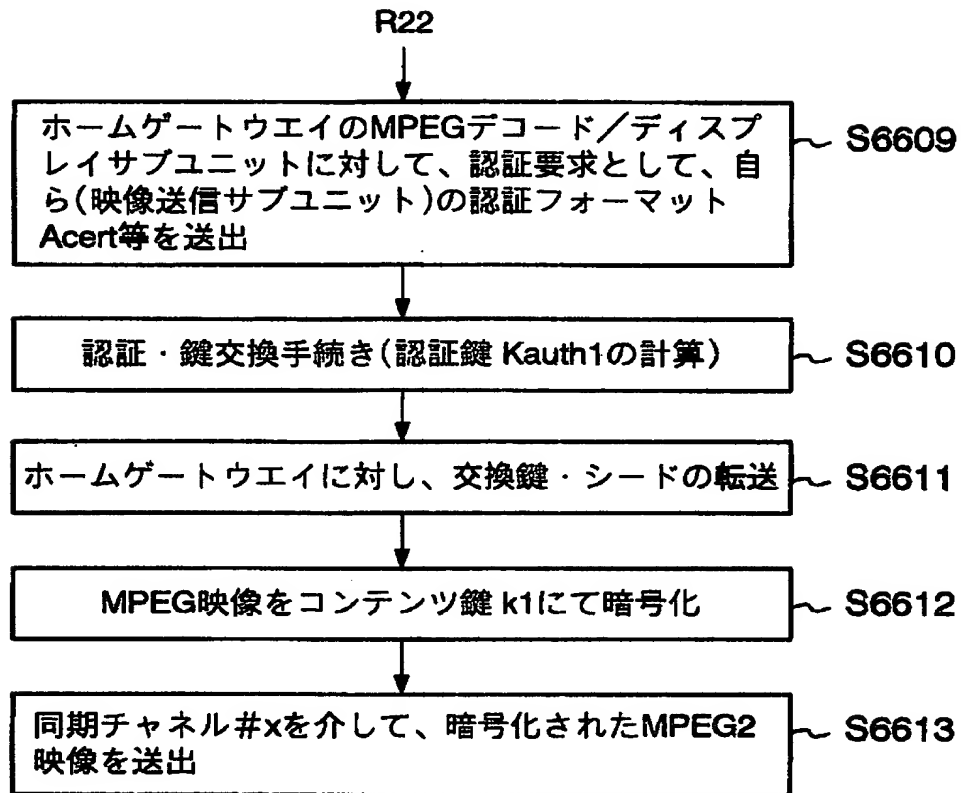 R22
ホームゲートウエイのMPEGデコード／ディスプ
レイサブユニットに対して、認証要求として、自
ら(映像送信サブユニット)の認証フォーマット
Acert等を送出
S6609
認証・鍵交換手続き(認証鍵 Kauth1の計算)
S6610
ホームゲートウエイに対し、交換鍵・シードの転送
S6611
MPEG映像をコンテンツ鍵 k1にて暗号化
S6612
同期チャネル＃xを介して、暗号化されたMPEG2
映像を送出
S6613